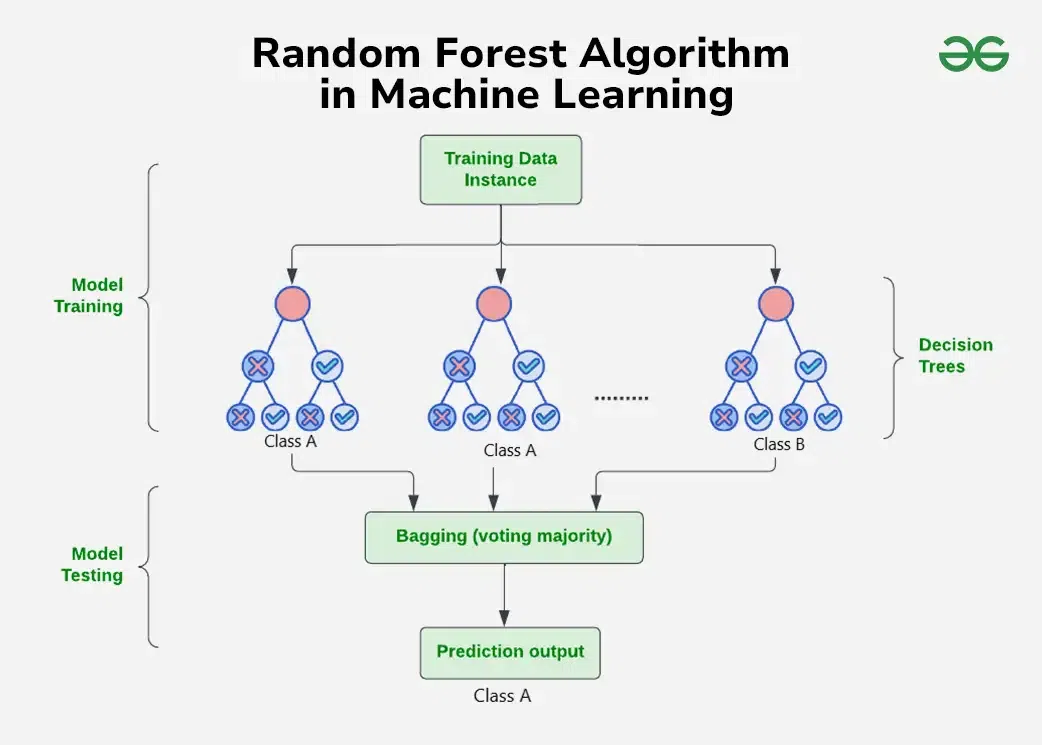 Random Forest Algorithm
in Machine Learning
Training Data
Instance
Model
Training
Decision
Trees
.........
Class A
Class A
Class B
Bagging (voting majority)
Model
Testing
Prediction output
Class A